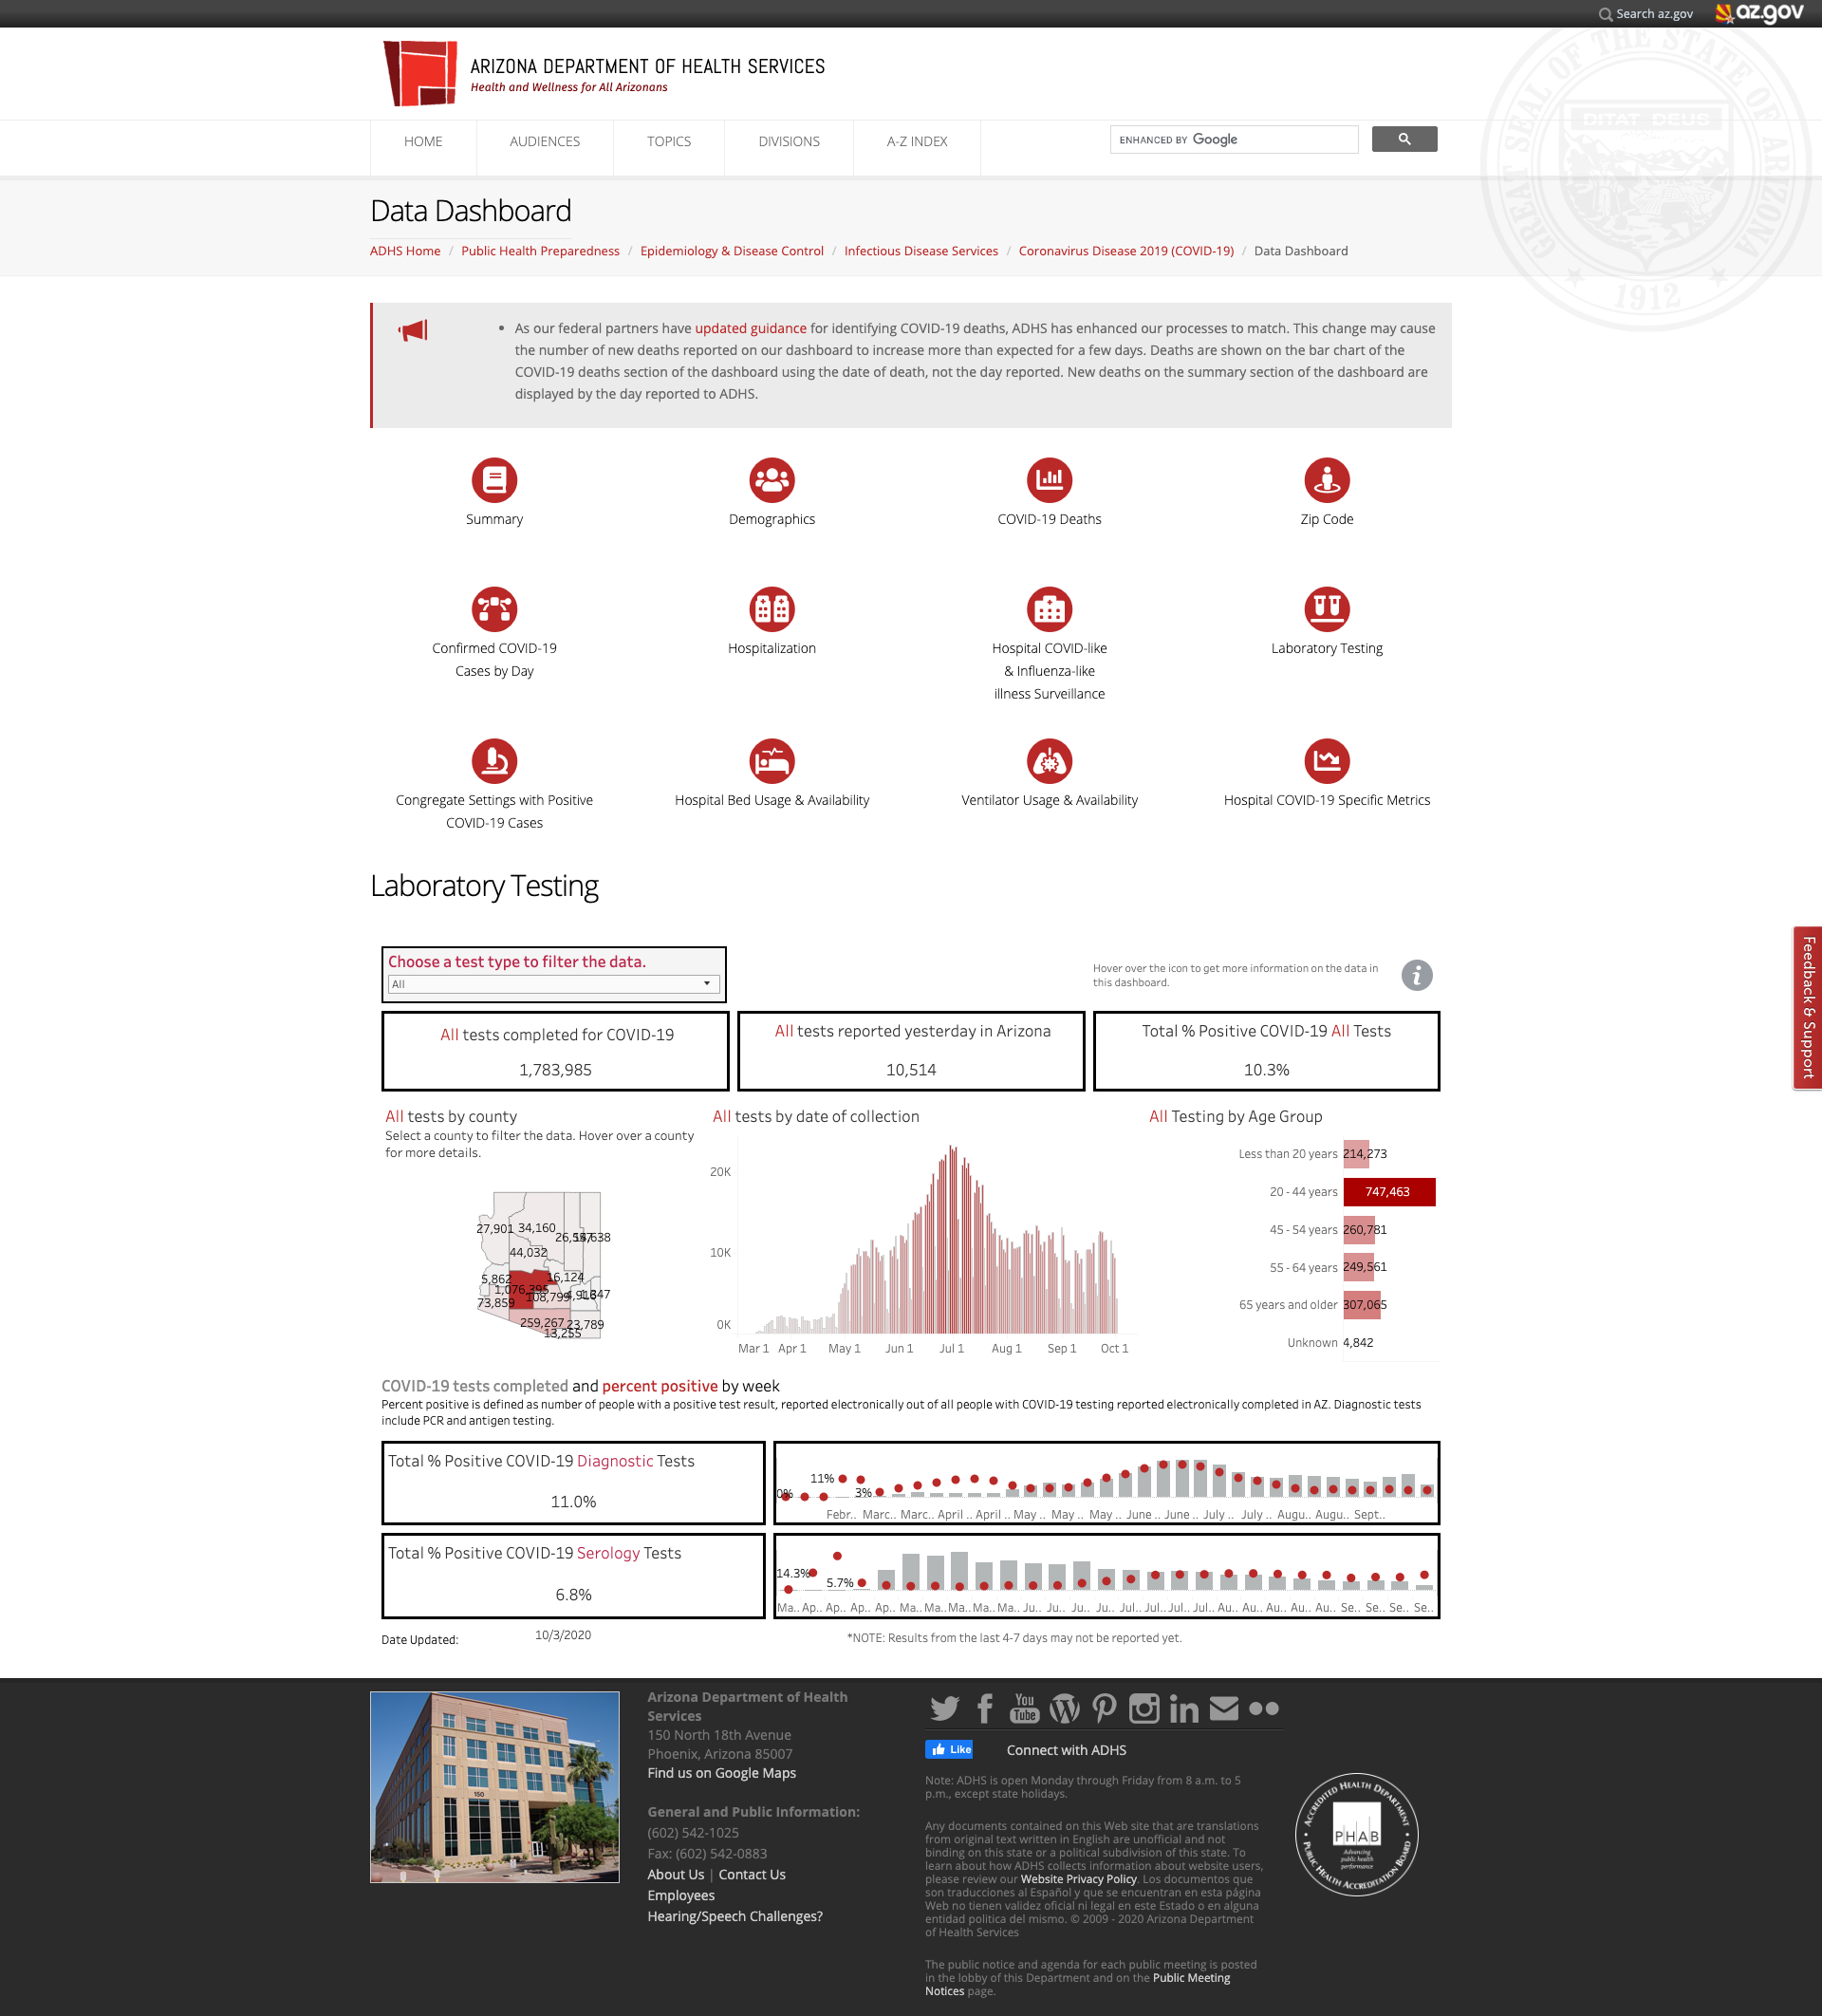 Search az.gov
az.gov
GREAT SEAL OF THE STATE OF ARIZONA
DITAT DEUS
1912
ARIZONA DEPARTMENT OF HEALTH SERVICES
Health and Wellness for All Arizonans
HOME AUDIENCES TOPICS DIVISIONS A-Z INDEX
ENHANCED BY Google
Data Dashboard
ADHS Home / Public Health Preparedness / Epidemiology & Disease Control / Infectious Disease Services / Coronavirus Disease 2019 (COVID-19) / Data Dashboard
• As our federal partners have updated guidance for identifying COVID-19 deaths, ADHS has enhanced our processes to match. This change may cause
the number of new deaths reported on our dashboard to increase more than expected for a few days. Deaths are shown on the bar chart of the
COVID-19 deaths section of the dashboard using the date of death, not the day reported. New deaths on the summary section of the dashboard are
displayed by the day reported to ADHS.
Summary
Demographics
COVID-19 Deaths
Zip Code
Confirmed COVID-19
Cases by Day
Hospitalization
Hospital COVID-like
& Influenza-like
illness Surveillance
Laboratory Testing
Congregate Settings with Positive
COVID-19 Cases
Hospital Bed Usage & Availability
Ventilator Usage & Availability
Hospital COVID-19 Specific Metrics
Laboratory Testing
Feedback & Support
Choose a test type to filter the data.
All
Hover over the icon to get more information on the data in
this dashboard.
All tests completed for COVID-19
1,783,985
All tests reported yesterday in Arizona
10,514
Total % Positive COVID-19 All Tests
10.3%
All tests by county
Select a county to filter the data. Hover over a county
for more details.
27,901
34,160
44,032
5,862
16,124
1,076,395
108,799
73,859
259,267
23,789
13,255
All tests by date of collection
20K
10K
0K
Mar 1 Apr 1 May 1 Jun 1 Jul 1 Aug 1 Sep 1 Oct 1
All Testing by Age Group
Less than 20 years 214,273
20 - 44 years 747,463
45 - 54 years 260,781
55 - 64 years 249,561
65 years and older 307,065
Unknown 4,842
COVID-19 tests completed and percent positive by week
Percent positive is defined as number of people with a positive test result, reported electronically out of all people with COVID-19 testing reported electronically completed in AZ. Diagnostic tests
include PCR and antigen testing.
Total % Positive COVID-19 Diagnostic Tests
11.0%
0%
11%
3%
Febr.. Marc.. Marc.. April .. April .. May .. May .. May .. June .. June .. July .. July .. Augu.. Augu.. Sept..
Total % Positive COVID-19 Serology Tests
6.8%
14.3%
5.7%
Ma.. Ap.. Ap.. Ap.. Ap.. Ma.. Ma.. Ma.. Ma.. Ma.. Ju.. Ju.. Ju.. Ju.. Jul.. Jul.. Jul.. Jul.. Au.. Au.. Au.. Au.. Au.. Se.. Se.. Se.. Se..
Date Updated:
10/3/2020
*NOTE: Results from the last 4-7 days may not be reported yet.
150
Arizona Department of Health
Services
150 North 18th Avenue
Phoenix, Arizona 85007
Find us on Google Maps
General and Public Information:
(602) 542-1025
Fax: (602) 542-0883
About Us | Contact Us
Employees
Hearing/Speech Challenges?
You
Tube
Like
Connect with ADHS
Note: ADHS is open Monday through Friday from 8 a.m. to 5
p.m., except state holidays.
Any documents contained on this Web site that are translations
from original text written in English are unofficial and not
binding on this state or a political subdivision of this state. To
learn about how ADHS collects information about website users,
please review our Website Privacy Policy. Los documentos que
son traducciones al Español y que se encuentran en esta página
Web no tienen validez oficial ni legal en este Estado o en alguna
entidad politica del mismo. © 2009 - 2020 Arizona Department
of Health Services
The public notice and agenda for each public meeting is posted
in the lobby of this Department and on the Public Meeting
Notices page.
ACCREDITED HEALTH DEPARTMENT
PHAB
Advancing
public health
performance
PUBLIC HEALTH ACCREDITATION BOARD